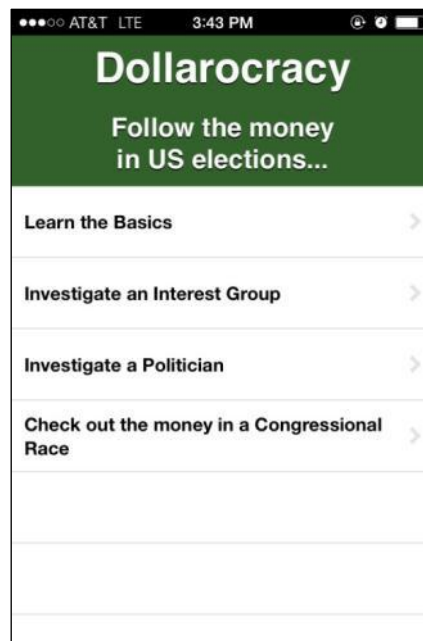 AT&T LTE 3:43 PM
Dollarocracy
Follow the money
in US elections...
Learn the Basics
Investigate an Interest Group
Investigate a Politician
Check out the money in a Congressional
Race